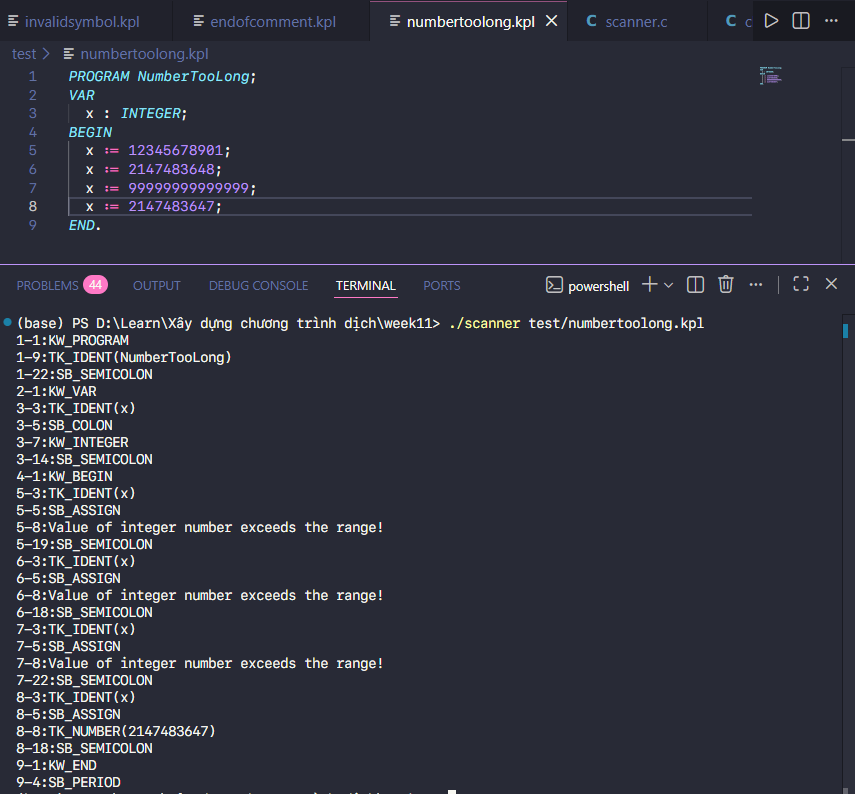 invalidsymbol.kpl endofcomment.kpl numbertoolong.kpl C scanner.c C c
test > numbertoolong.kpl
1 PROGRAM NumberTooLong;
2 VAR
3 x : INTEGER;
4 BEGIN
5 x := 12345678901;
6 x := 2147483648;
7 x := 99999999999999;
8 x := 2147483647;
9 END.
PROBLEMS 44 OUTPUT DEBUG CONSOLE TERMINAL PORTS powershell
(base) PS D:\Learn\Xây dựng chương trình dịch\week11> ./scanner test/numbertoolong.kpl
1-1:KW_PROGRAM
1-9:TK_IDENT(NumberTooLong)
1-22:SB_SEMICOLON
2-1:KW_VAR
3-3:TK_IDENT(x)
3-5:SB_COLON
3-7:KW_INTEGER
3-14:SB_SEMICOLON
4-1:KW_BEGIN
5-3:TK_IDENT(x)
5-5:SB_ASSIGN
5-8:Value of integer number exceeds the range!
5-19:SB_SEMICOLON
6-3:TK_IDENT(x)
6-5:SB_ASSIGN
6-8:Value of integer number exceeds the range!
6-18:SB_SEMICOLON
7-3:TK_IDENT(x)
7-5:SB_ASSIGN
7-8:Value of integer number exceeds the range!
7-22:SB_SEMICOLON
8-3:TK_IDENT(x)
8-5:SB_ASSIGN
8-8:TK_NUMBER(2147483647)
8-18:SB_SEMICOLON
9-1:KW_END
9-4:SB_PERIOD